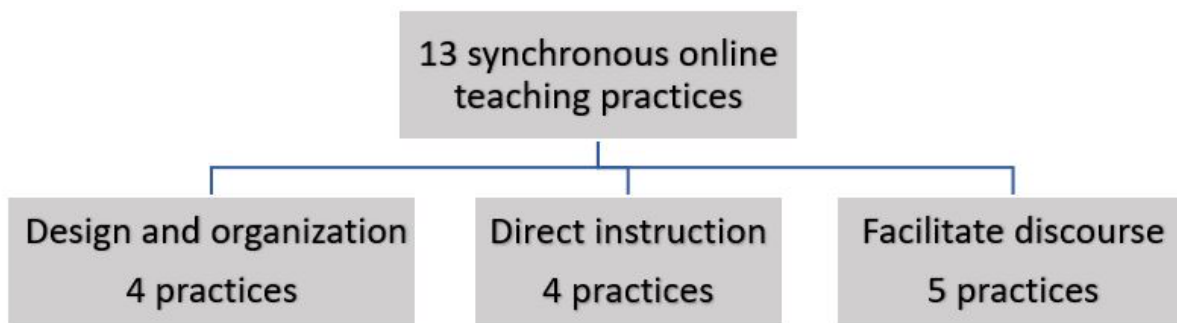 13 synchronous online
teaching practices
Design and organization
4 practices
Direct instruction
4 practices
Facilitate discourse
5 practices